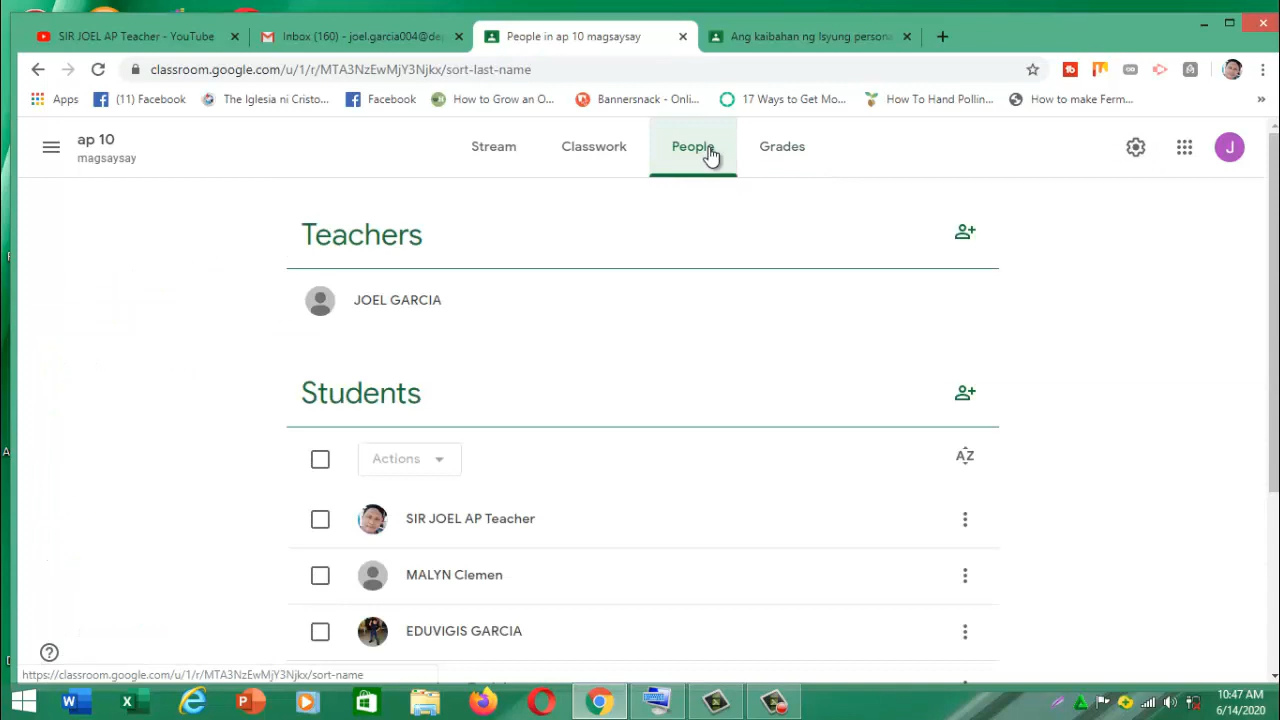 SIR JOEL AP Teacher - YouTube
Inbox (160) - joel.garcia004@de
People in ap 10 magsaysay
Ang kaibahan ng Isyung persona
classroom.google.com/u/1/r/MTA3NzEwMjY3Njkx/sort-last-name
Apps
(11) Facebook
The Iglesia ni Cristo...
Facebook
How to Grow an O...
Bannersnack - Onli...
17 Ways to Get Mo...
How To Hand Pollin...
How to make Ferm...
ap 10
magsaysay
Stream
Classwork
People
Grades
J
Teachers
JOEL GARCIA
Students
Actions
AZ
SIR JOEL AP Teacher
MALYN Clemen
EDUVIGIS GARCIA
https://classroom.google.com/u/1/r/MTA3NzEwMjY3Njkx/sort-name
10:47 AM
6/14/2020